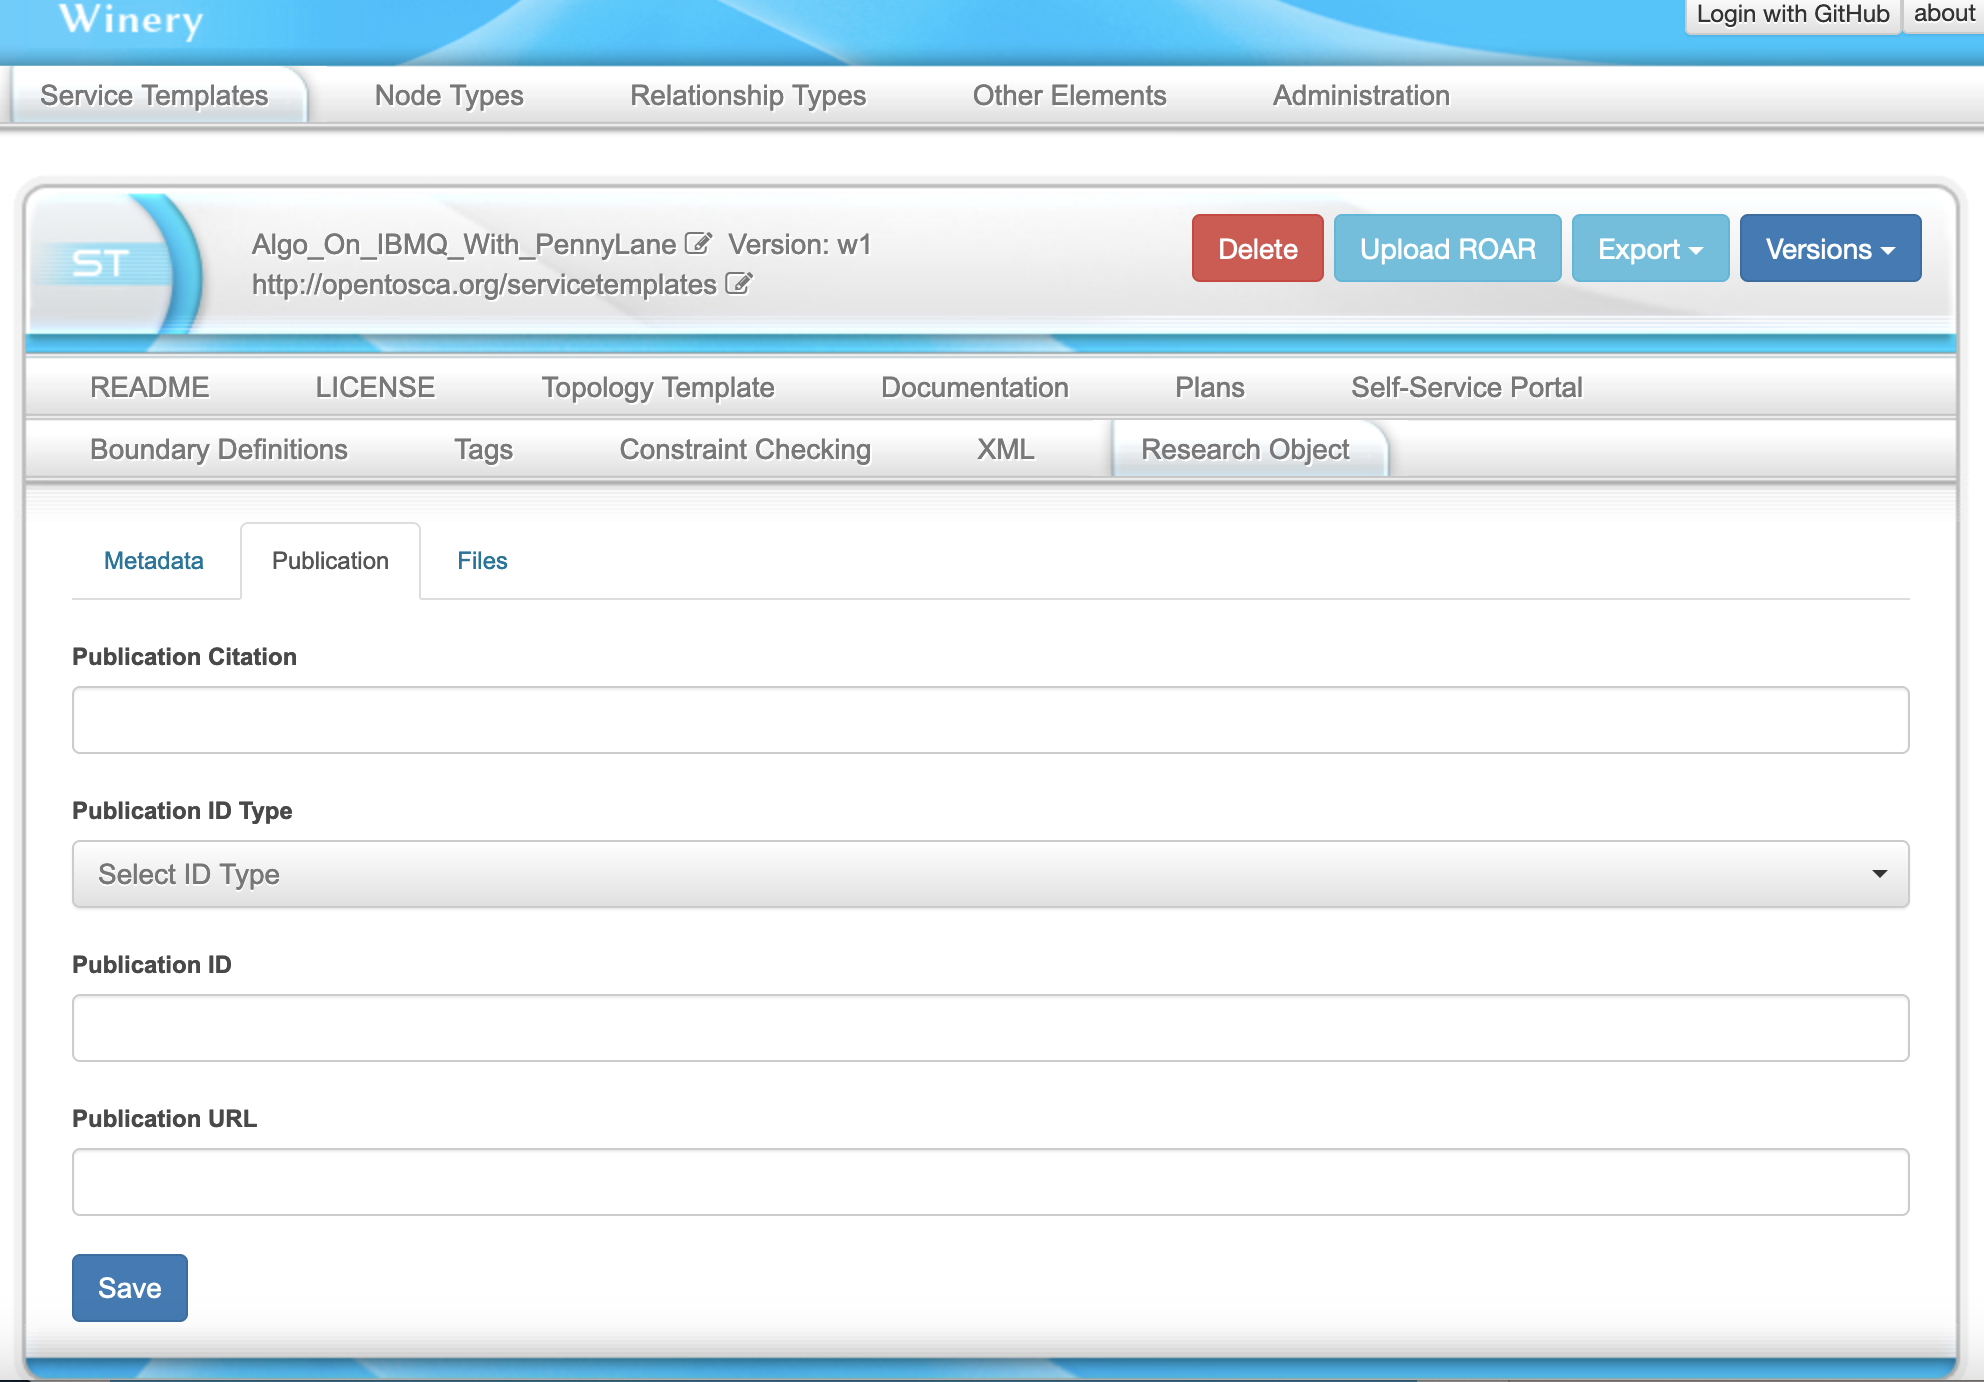 Winery
Login with GitHub about
Service Templates Node Types Relationship Types Other Elements Administration
ST
Algo_On_IBMQ_With_PennyLane Version: w1
http://opentosca.org/servicetemplates
Delete Upload ROAR Export Versions
README LICENSE Topology Template Documentation Plans Self-Service Portal
Boundary Definitions Tags Constraint Checking XML Research Object
Metadata Publication Files
Publication Citation
Publication ID Type
Select ID Type
Publication ID
Publication URL
Save